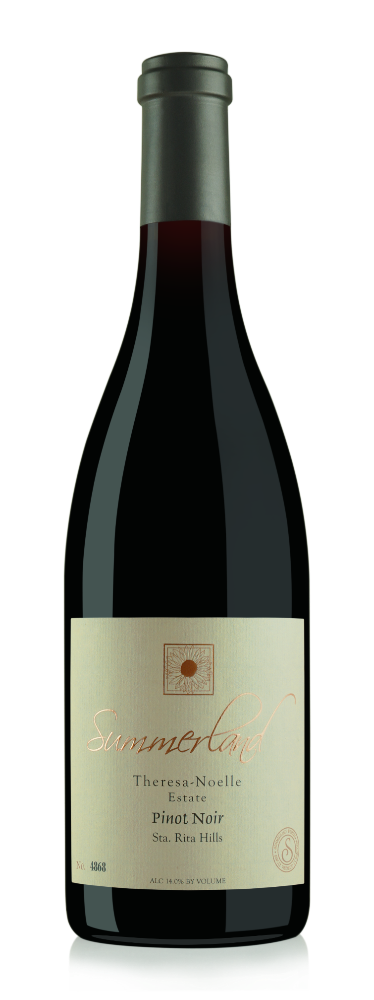 Summerland
Theresa-Noelle
Estate
Pinot Noir
Sta. Rita Hills
S
No. 4868
ALC 14.0% BY VOLUME